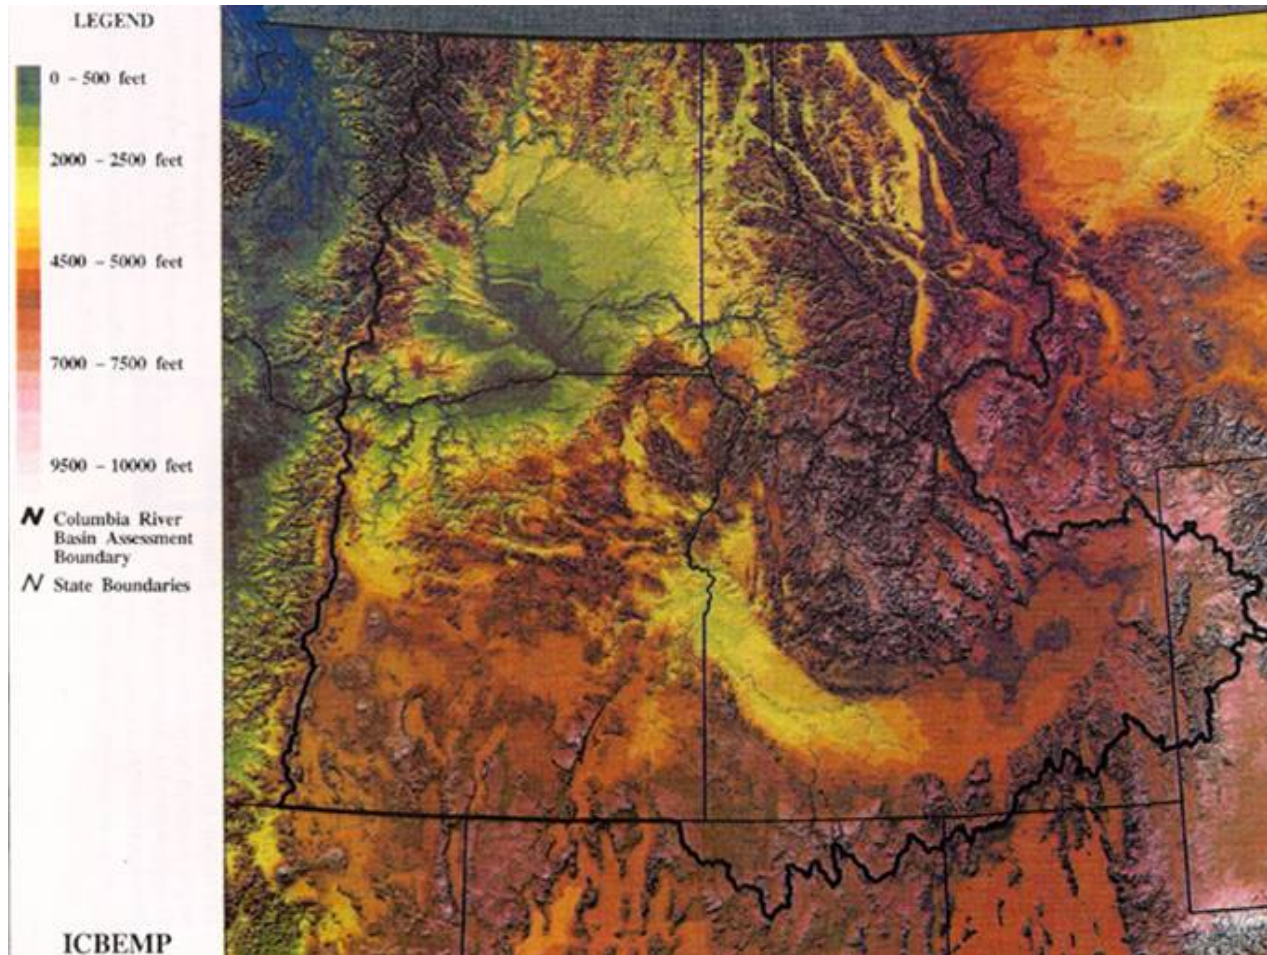 LEGEND
0 - 500 feet
2000 - 2500 feet
4500 - 5000 feet
7000 - 7500 feet
9500 - 10000 feet
N Columbia River
Basin Assessment
Boundary
N State Boundaries
ICBEMP